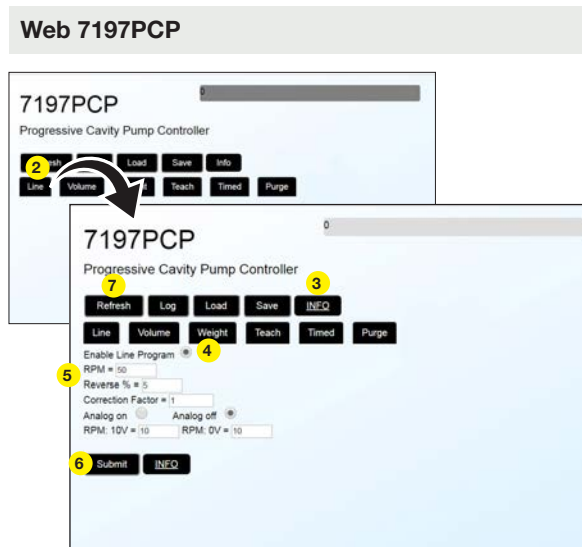 Web 7197PCP
0
7197PCP
Progressive Cavity Pump Controller
Load Save Info
2
Line Volume Teach Timed Purge
0
7197PCP
Progressive Cavity Pump Controller
7 3
Refresh Log Load Save INFO
Line Volume Weight Teach Timed Purge
Enable Line Program 4
5 RPM = 50
Reverse % = 5
Correction Factor = 1
Analog on Analog off
RPM: 10V = 10 RPM: 0V = 10
6 Submit INFO